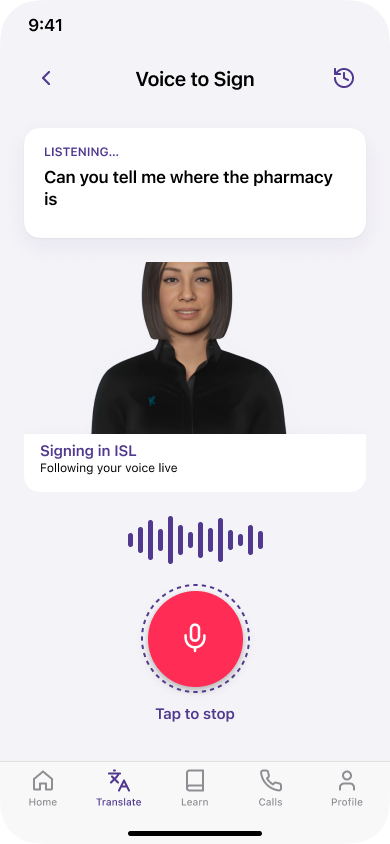 9:41
Voice to Sign
LISTENING...
Can you tell me where the pharmacy
is
Signing in ISL
Following your voice live
Tap to stop
Home
Translate
Learn
Calls
Profile